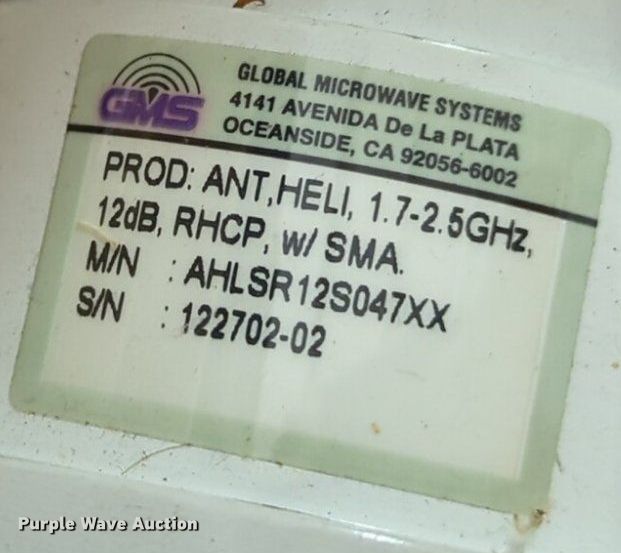 GMS
GLOBAL MICROWAVE SYSTEMS
4141 AVENIDA De La PLATA
OCEANSIDE, CA 92056-6002
PROD: ANT,HELI, 1.7-2.5GHz,
12dB, RHCP, w/ SMA.
M/N : AHLSR12S047XX
S/N : 122702-02
Purple Wave Auction